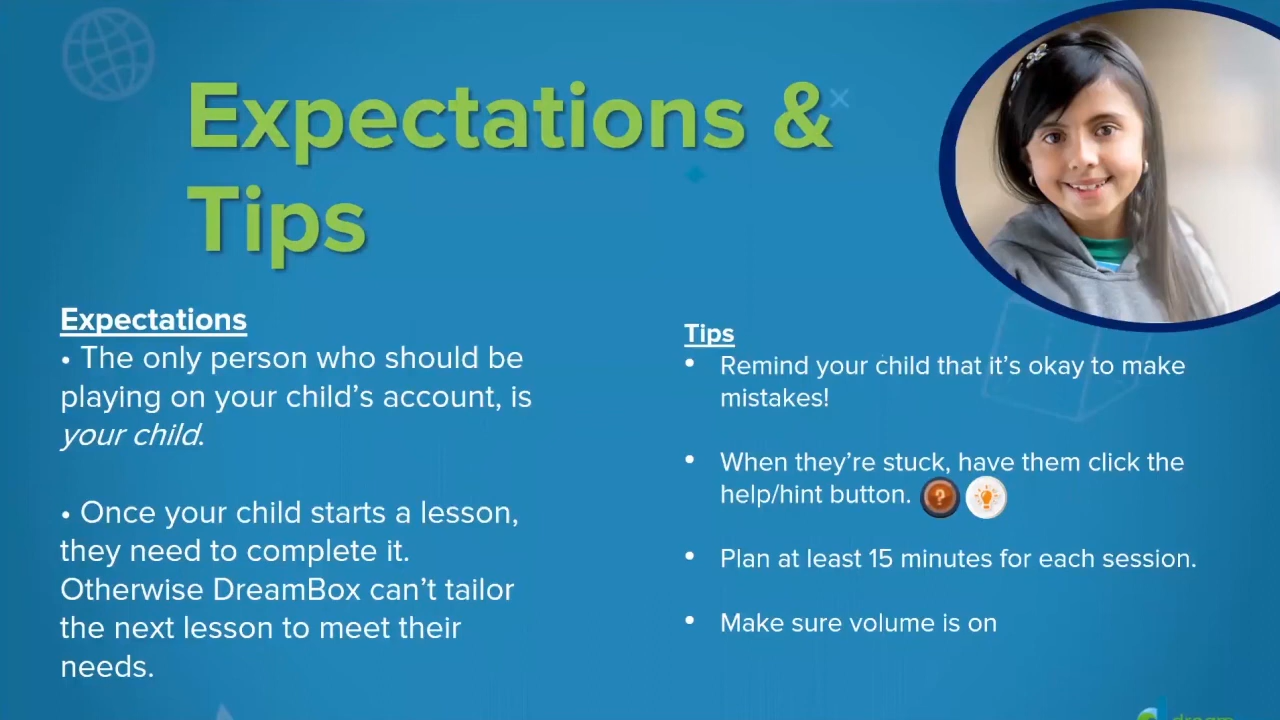 Expectations &
Tips
Expectations
• The only person who should be
playing on your child’s account, is
your child.
• Once your child starts a lesson,
they need to complete it.
Otherwise DreamBox can’t tailor
the next lesson to meet their
needs.
Tips
• Remind your child that it’s okay to make
mistakes!
• When they’re stuck, have them click the
help/hint button. ?
• Plan at least 15 minutes for each session.
• Make sure volume is on